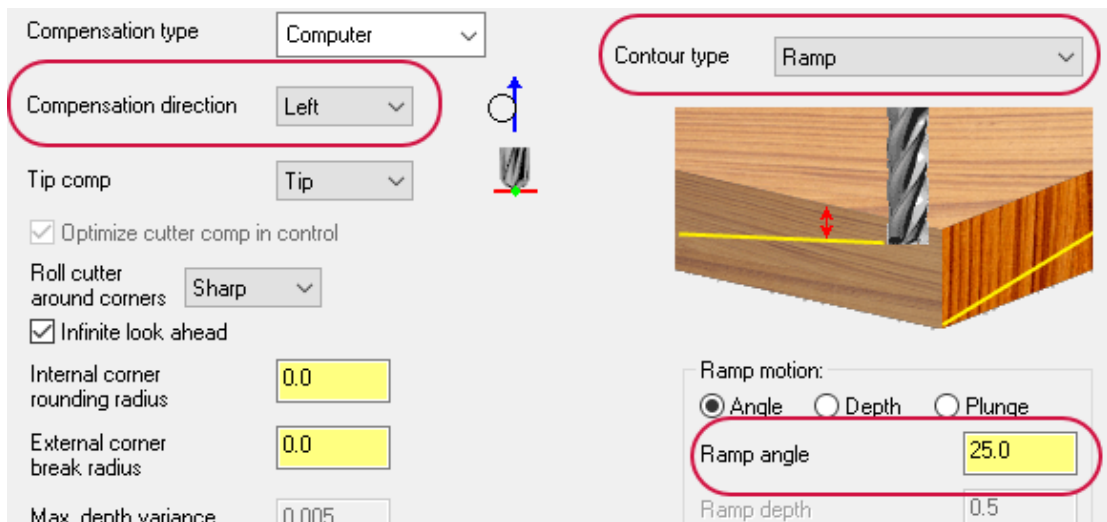 Compensation type
Computer
Contour type
Ramp
Compensation direction
Left
Tip comp
Tip
Optimize cutter comp in control
Roll cutter
around corners
Sharp
Infinite look ahead
Internal corner
rounding radius
0.0
External corner
break radius
0.0
Max. depth variance
0.005
Ramp motion:
Angle
Depth
Plunge
Ramp angle
25.0
Ramp depth
0.5